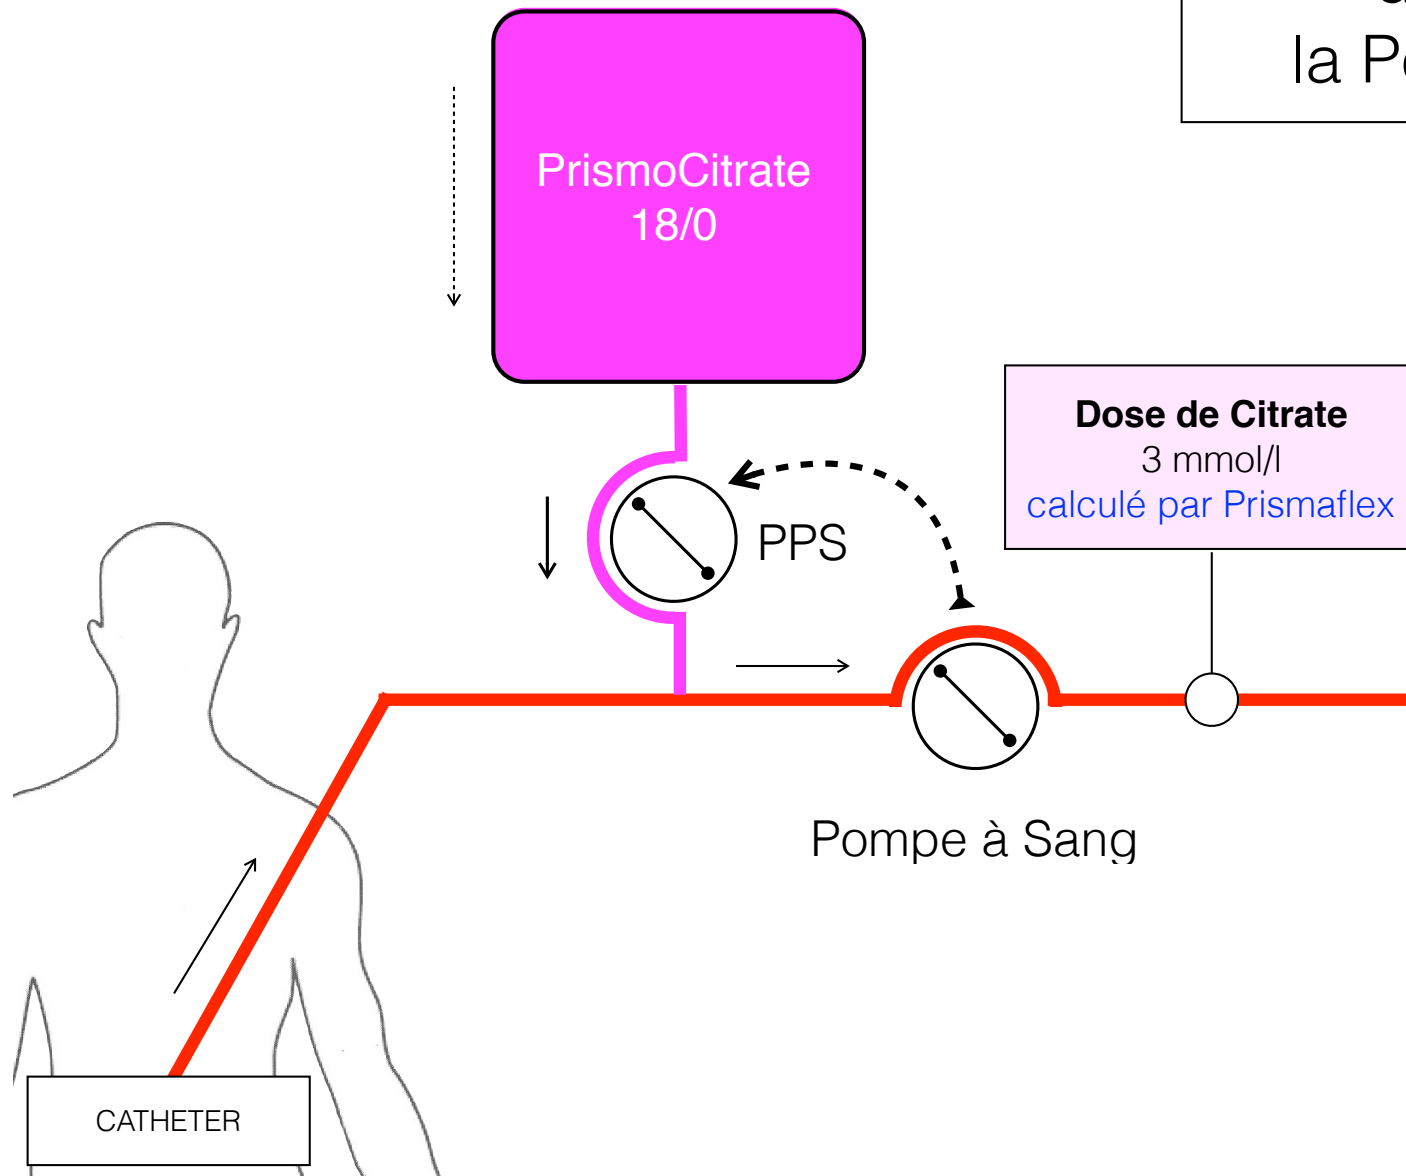 la
PrismoCitrate
18/0
Dose de Citrate
3 mmol/l
calculé par Prismaflex
PPS
Pompe à Sang
CATHETER